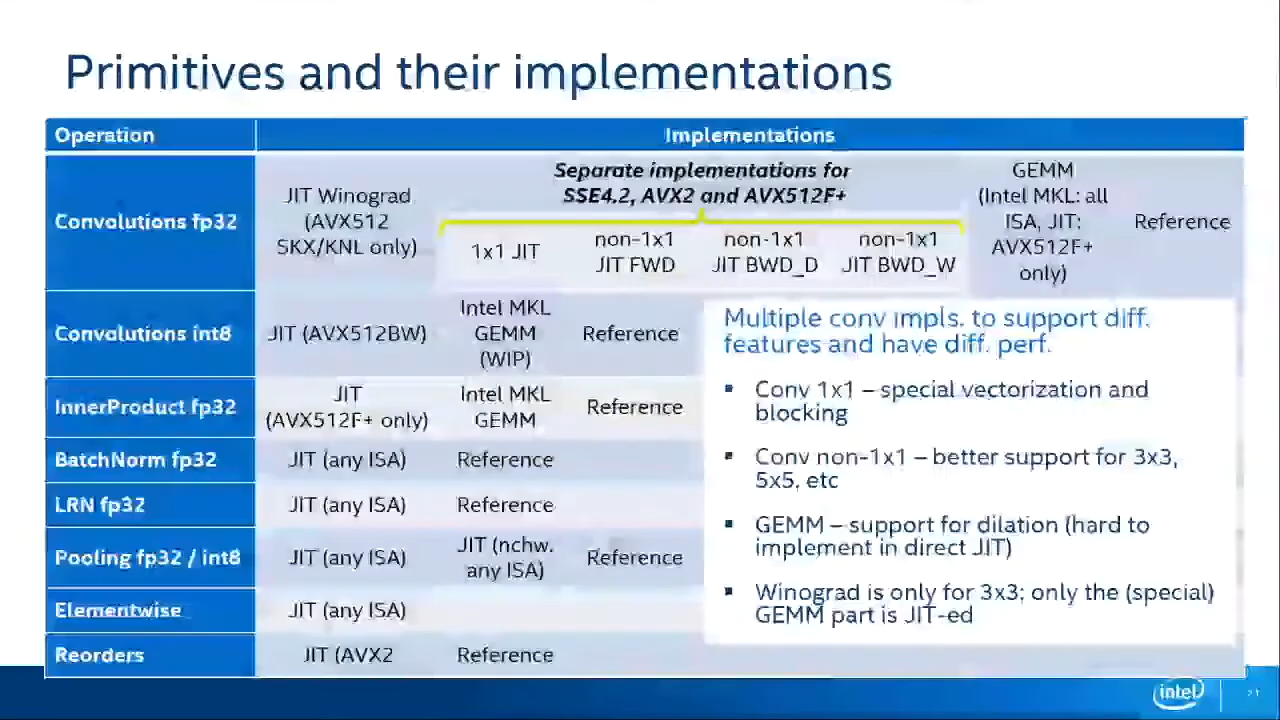 Primitives and their implementations
Operation
Implementations
Convolutions fp32
JIT Winograd
(AVX512
SKX/KNL only)
Separate implementations for
SSE4.2, AVX2 and AVX512F+
1x1 JIT
non-1x1
JIT FWD
non-1x1
JIT BWD_D
non-1x1
JIT BWD_W
GEMM
(Intel MKL: all
ISA, JIT:
AVX512F+
only)
Reference
Convolutions int8
JIT (AVX512BW)
Intel MKL
GEMM
(WIP)
Reference
InnerProduct fp32
JIT
(AVX512F+ only)
Intel MKL
GEMM
Reference
BatchNorm fp32
JIT (any ISA)
Reference
LRN fp32
JIT (any ISA)
Reference
Pooling fp32 / int8
JIT (any ISA)
JIT (nchw.
any ISA)
Reference
Elementwise
JIT (any ISA)
Reorders
JIT (AVX2
Reference
Multiple conv impls. to support diff.
features and have diff. perf.
▪ Conv 1x1 – special vectorization and
blocking
▪ Conv non-1x1 – better support for 3x3,
5x5, etc
▪ GEMM – support for dilation (hard to
implement in direct JIT)
▪ Winograd is only for 3x3; only the (special)
GEMM part is JIT-ed
intel